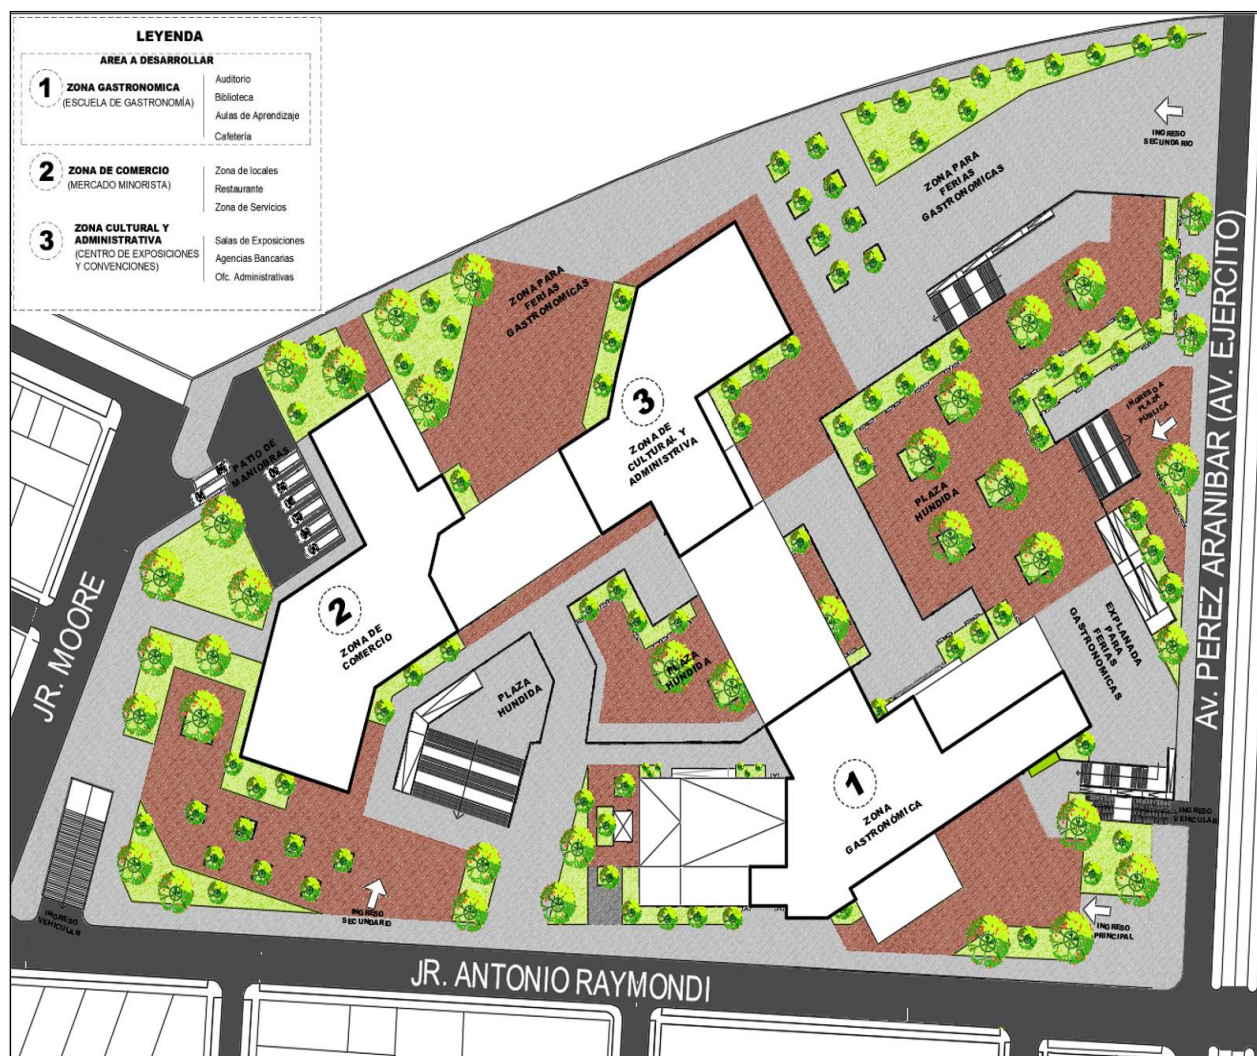 LEYENDA
AREA A DESARROLLAR
1
ZONA GASTRONOMICA
(ESCUELA DE GASTRONOMÍA)
Auditorio
Biblioteca
Aulas de Aprendizaje
Cafetería
2
ZONA DE COMERCIO
(MERCADO MINORISTA)
Zona de locales
Restaurante
Zona de Servicios
3
ZONA CULTURAL Y
ADMINISTRATIVA
(CENTRO DE EXPOSICIONES
Y CONVENCIONES)
Salas de Exposiciones
Agencias Bancarias
Ofc. Administrativas
INGRESO
SECUNDARIO
ZONA PARA
FERIAS
GASTRONOMICAS
ZONA PARA
FERIAS
GASTRONOMICAS
3
ZONA DE
CULTURAL Y
ADMINISTRATIVA
INGRESO A
PLAZA
PÚBLICA
PATIO DE
MANIOBRAS
PLAZA
HUNDIDA
2
ZONA DE
COMERCIO
PLAZA
HUNDIDA
PLAZA
HUNDIDA
EXPLANADA
PARA
FERIAS
GASTRONOMICAS
1
ZONA
GASTRONÓMICA
INGRESO
VEHICULAR
INGRESO
PRINCIPAL
INGRESO
SECUNDARIO
INGRESO
VEHICULAR
JR. MOORE
JR. ANTONIO RAYMONDI
Av. PEREZ ARANIBAR (AV. EJERCITO)